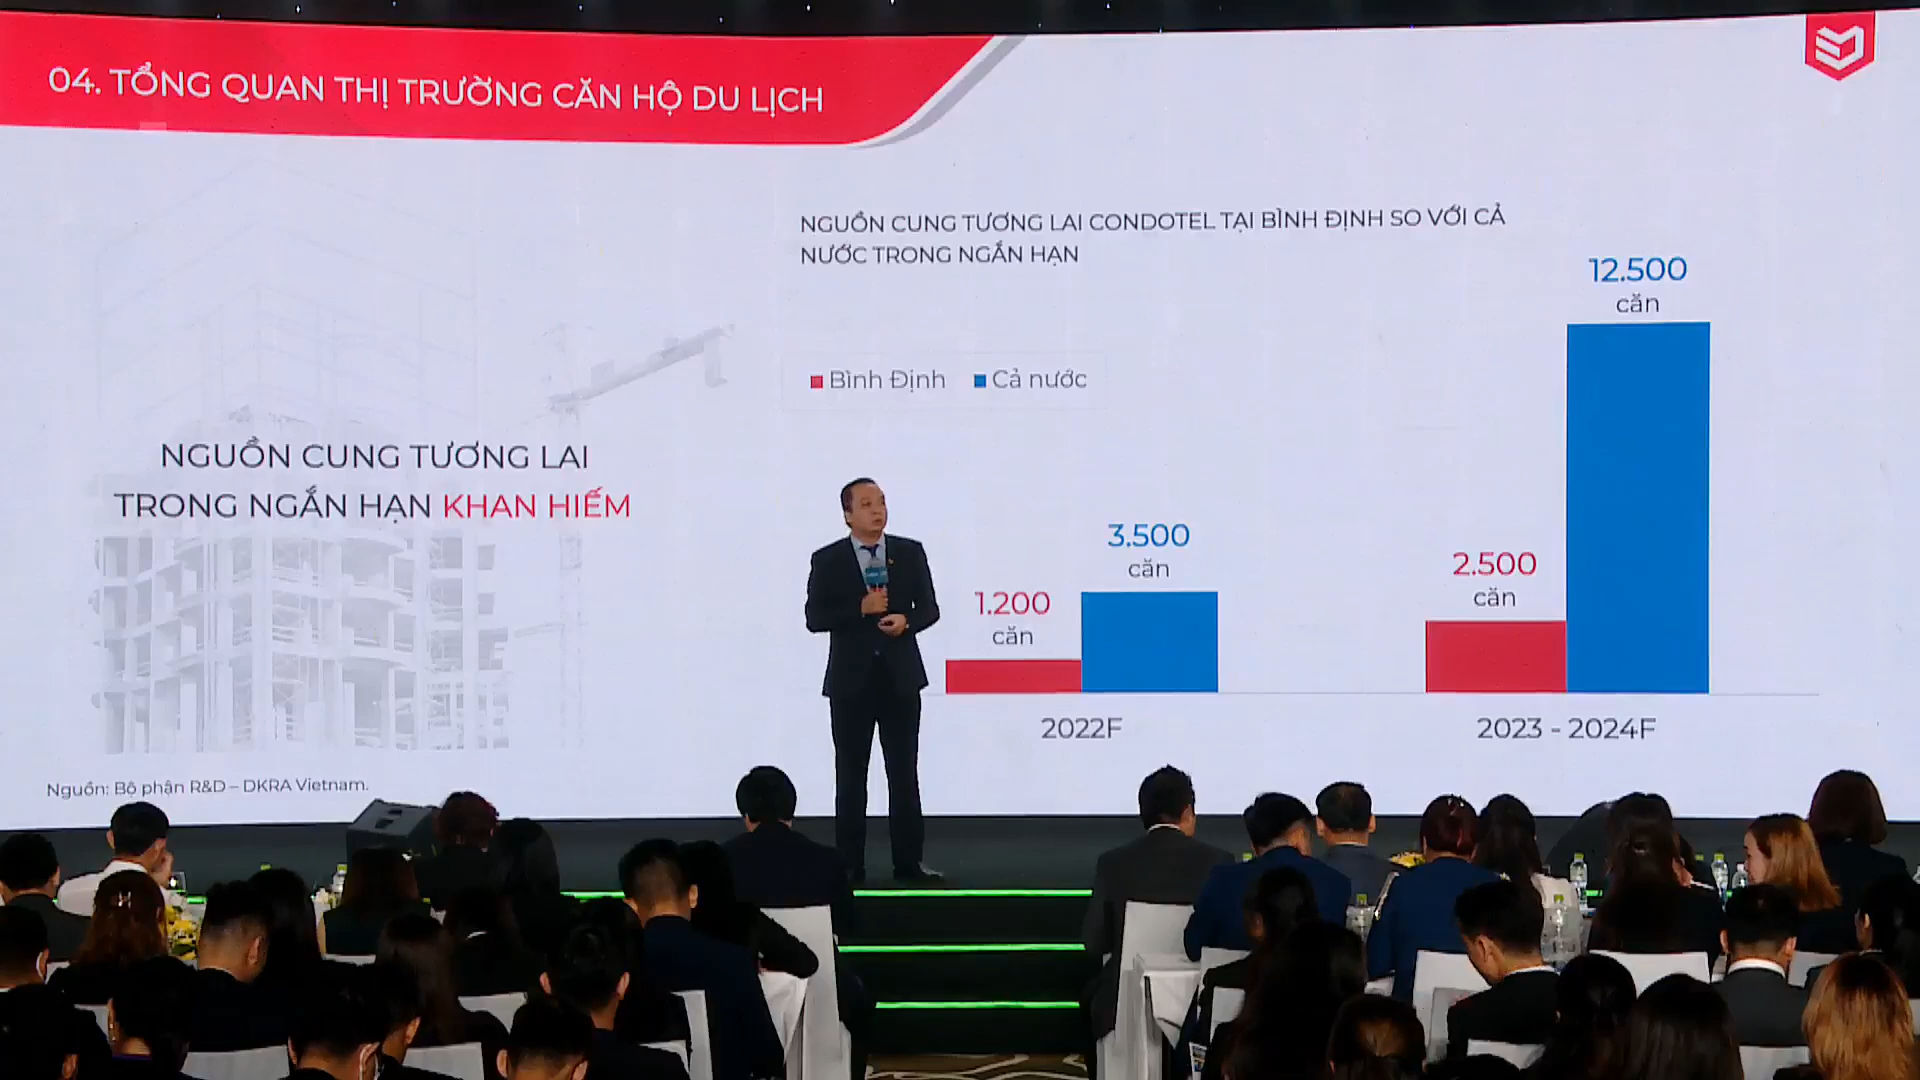 04. TỔNG QUAN THỊ TRƯỜNG CĂN HỘ DU LỊCH
NGUỒN CUNG TƯƠNG LAI
TRONG NGẮN HẠN KHAN HIẾM
NGUỒN CUNG TƯƠNG LAI CONDOTEL TẠI BÌNH ĐỊNH SO VỚI CẢ
NƯỚC TRONG NGẮN HẠN
Bình Định Cả nước
1.200
căn
3.500
căn
2.500
căn
12.500
căn
2022F
2023 - 2024F
Nguồn: Bộ phận R&D – DKRA Vietnam.